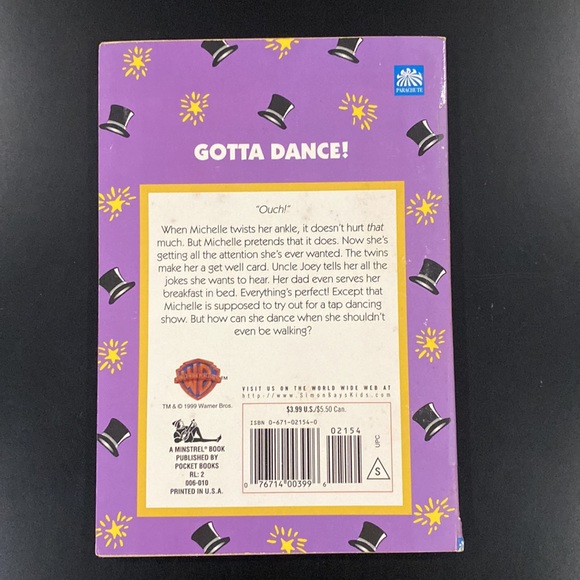 PARACHUTE
GOTTA DANCE!
"Ouch!"
When Michelle twists her ankle, it doesn't hurt that
much. But Michelle pretends that it does. Now she's
getting all the attention she's ever wanted. The twins
make her a get well card. Uncle Joey tells her all the
jokes she wants to hear. Her dad even serves her
breakfast in bed. Everything's perfect! Except that
Michelle is supposed to try out for a tap dancing
show. But how can she dance when she shouldn't
even be walking?
TM & © 1999 Warner Bros.
A MINSTREL® BOOK
PUBLISHED BY
POCKET BOOKS
RL: 2
006-010
PRINTED IN U.S.A.
VISIT US ON THE WORLD WIDE WEB AT
http://www.SimonSaysKids.com
$3.99 U.S./$5.50 Can.
ISBN 0-671-02154-0
02154
0 76714 00399 6
UPC
S